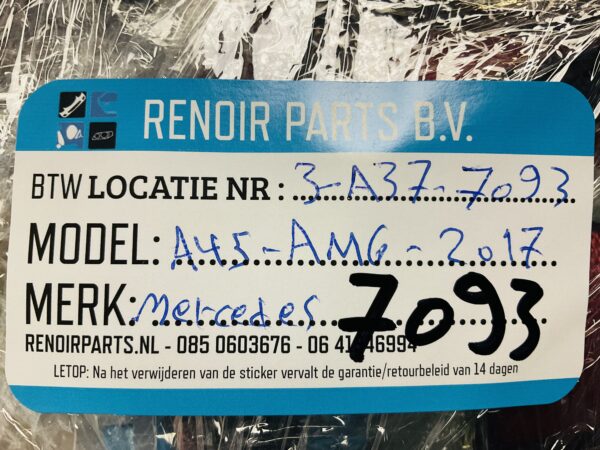 RENOIR PARTS B.V.
BTW LOCATIE NR : 3-A37-7093
MODEL: A45-AMG-2017
MERK: Mercedes 7093
RENOIRPARTS.NL - 085 0603676 - 06
LETOP: Na het verwijderen van de sticker vervalt de garantie/retourbeleid van 14 dagen